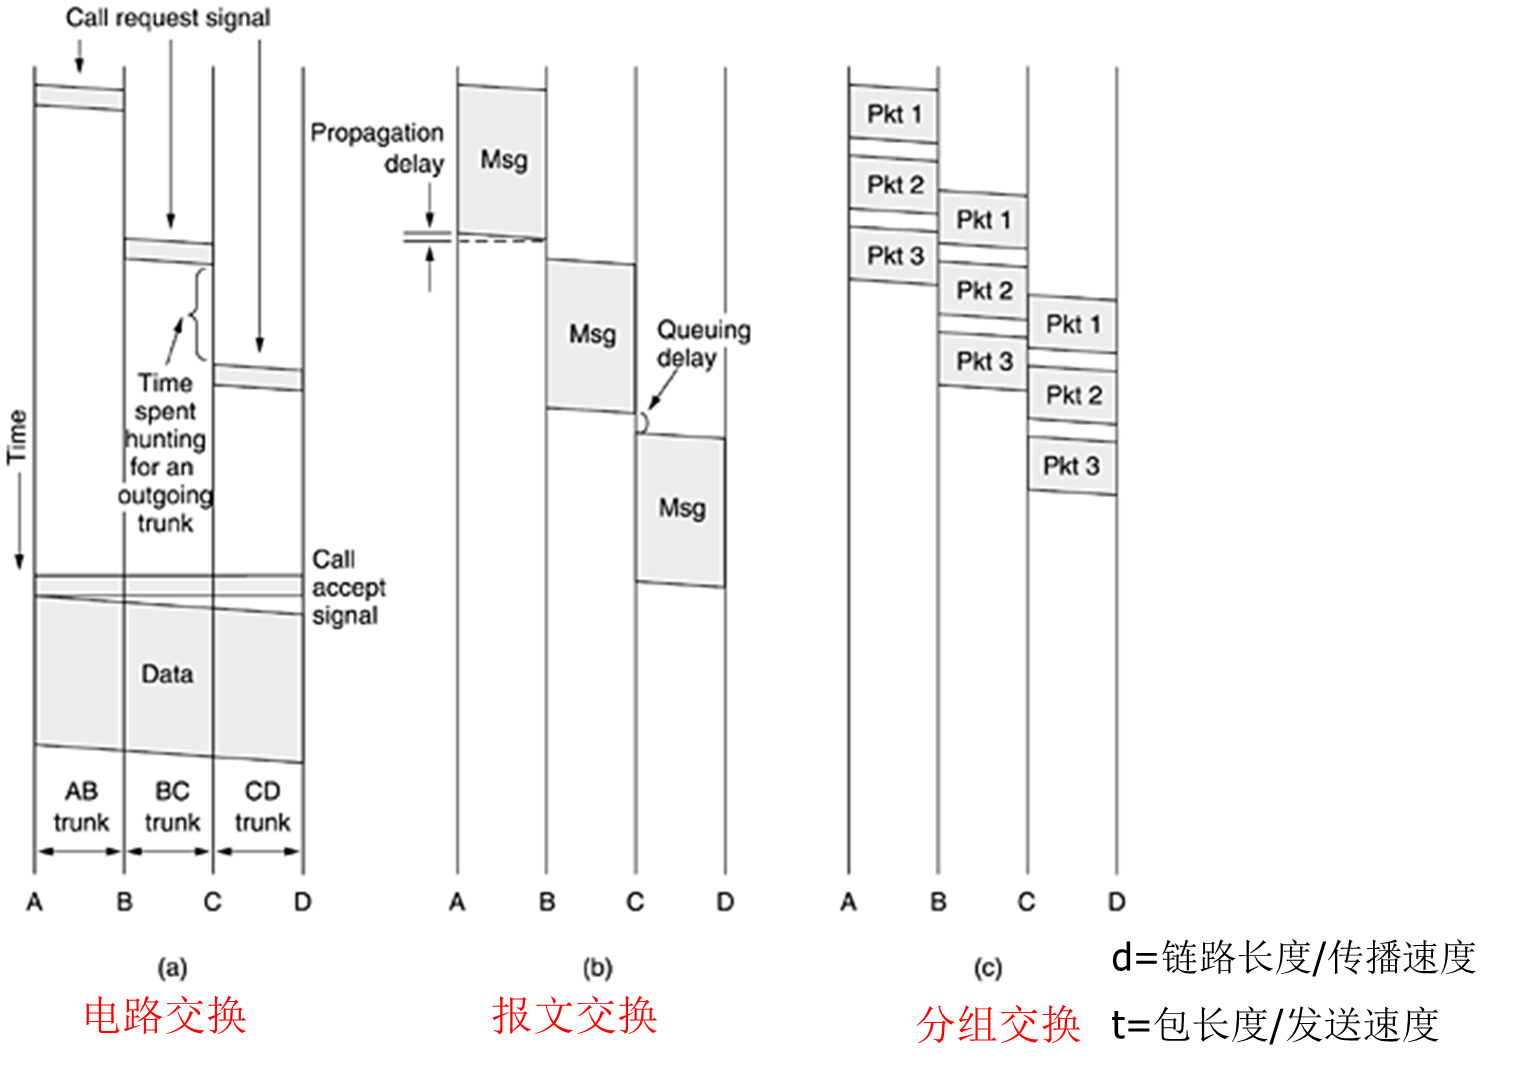 Call request signal
Time
Time
spent
hunting
for an
outgoing
trunk
Call
accept
signal
Data
AB
trunk
BC
trunk
CD
trunk
A
B
C
D
(a)
电路交换
Propagation
delay
Msg
Msg
Queuing
delay
Msg
A
B
C
D
(b)
报文交换
Pkt 1
Pkt 2
Pkt 3
Pkt 1
Pkt 2
Pkt 3
Pkt 1
Pkt 2
Pkt 3
A
B
C
D
(c)
分组交换
d=链路长度/传播速度
t=包长度/发送速度